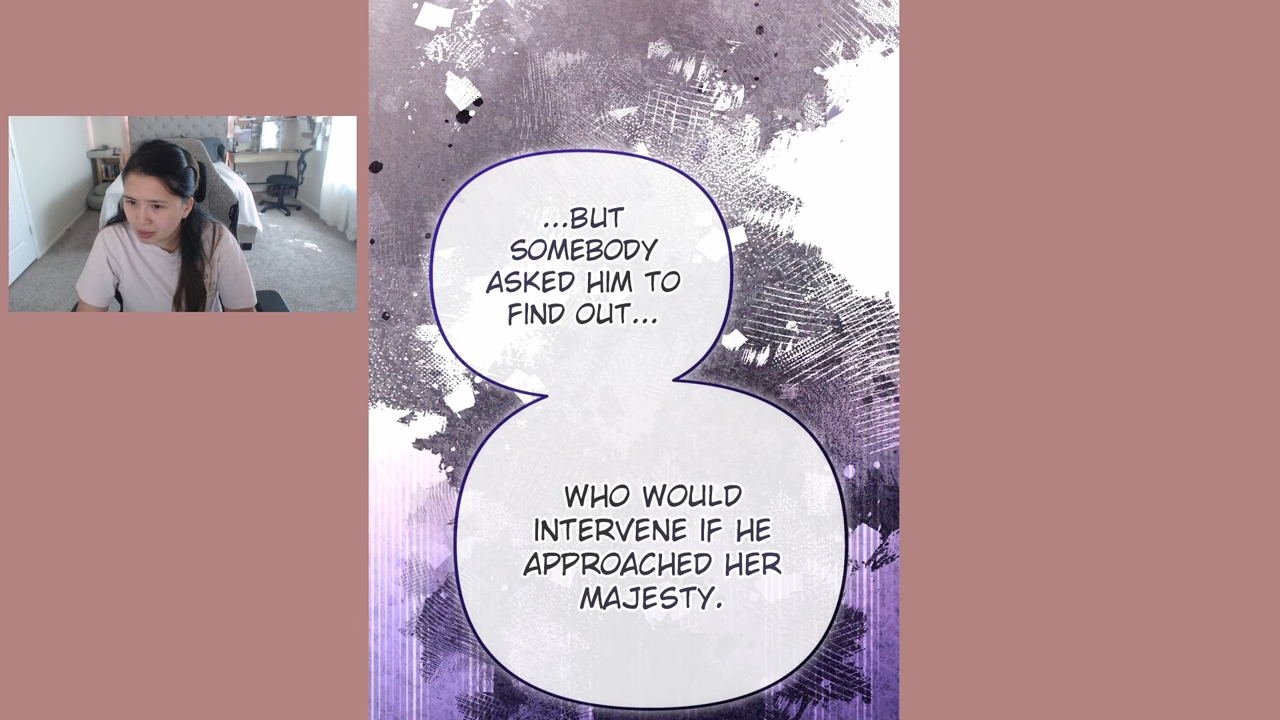 ...BUT
SOMEBODY
ASKED HIM TO
FIND OUT...
WHO WOULD
INTERVENE IF HE
APPROACHED HER
MAJESTY.